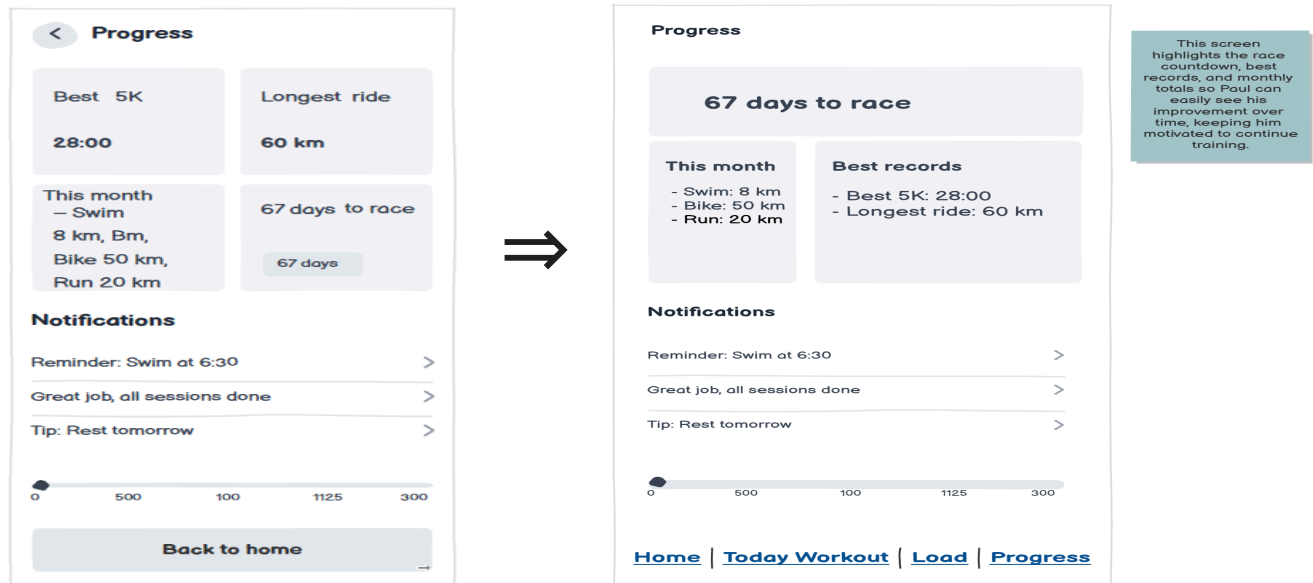 Progress
Best 5K
28:00
Longest ride
60 km
This month
– Swim
8 km, Bm,
Bike 50 km,
Run 20 km
67 days to race
67 days
Notifications
Reminder: Swim at 6:30
Great job, all sessions done
Tip: Rest tomorrow
0 500 100 1125 300
Back to home
Progress
67 days to race
This month
- Swim: 8 km
- Bike: 50 km
- Run: 20 km
Best records
- Best 5K: 28:00
- Longest ride: 60 km
Notifications
Reminder: Swim at 6:30
Great job, all sessions done
Tip: Rest tomorrow
0 500 100 1125 300
Home | Today Workout | Load | Progress
This screen
highlights the race
countdown, best
records, and monthly
totals so Paul can
easily see his
improvement over
time, keeping him
motivated to continue
training.